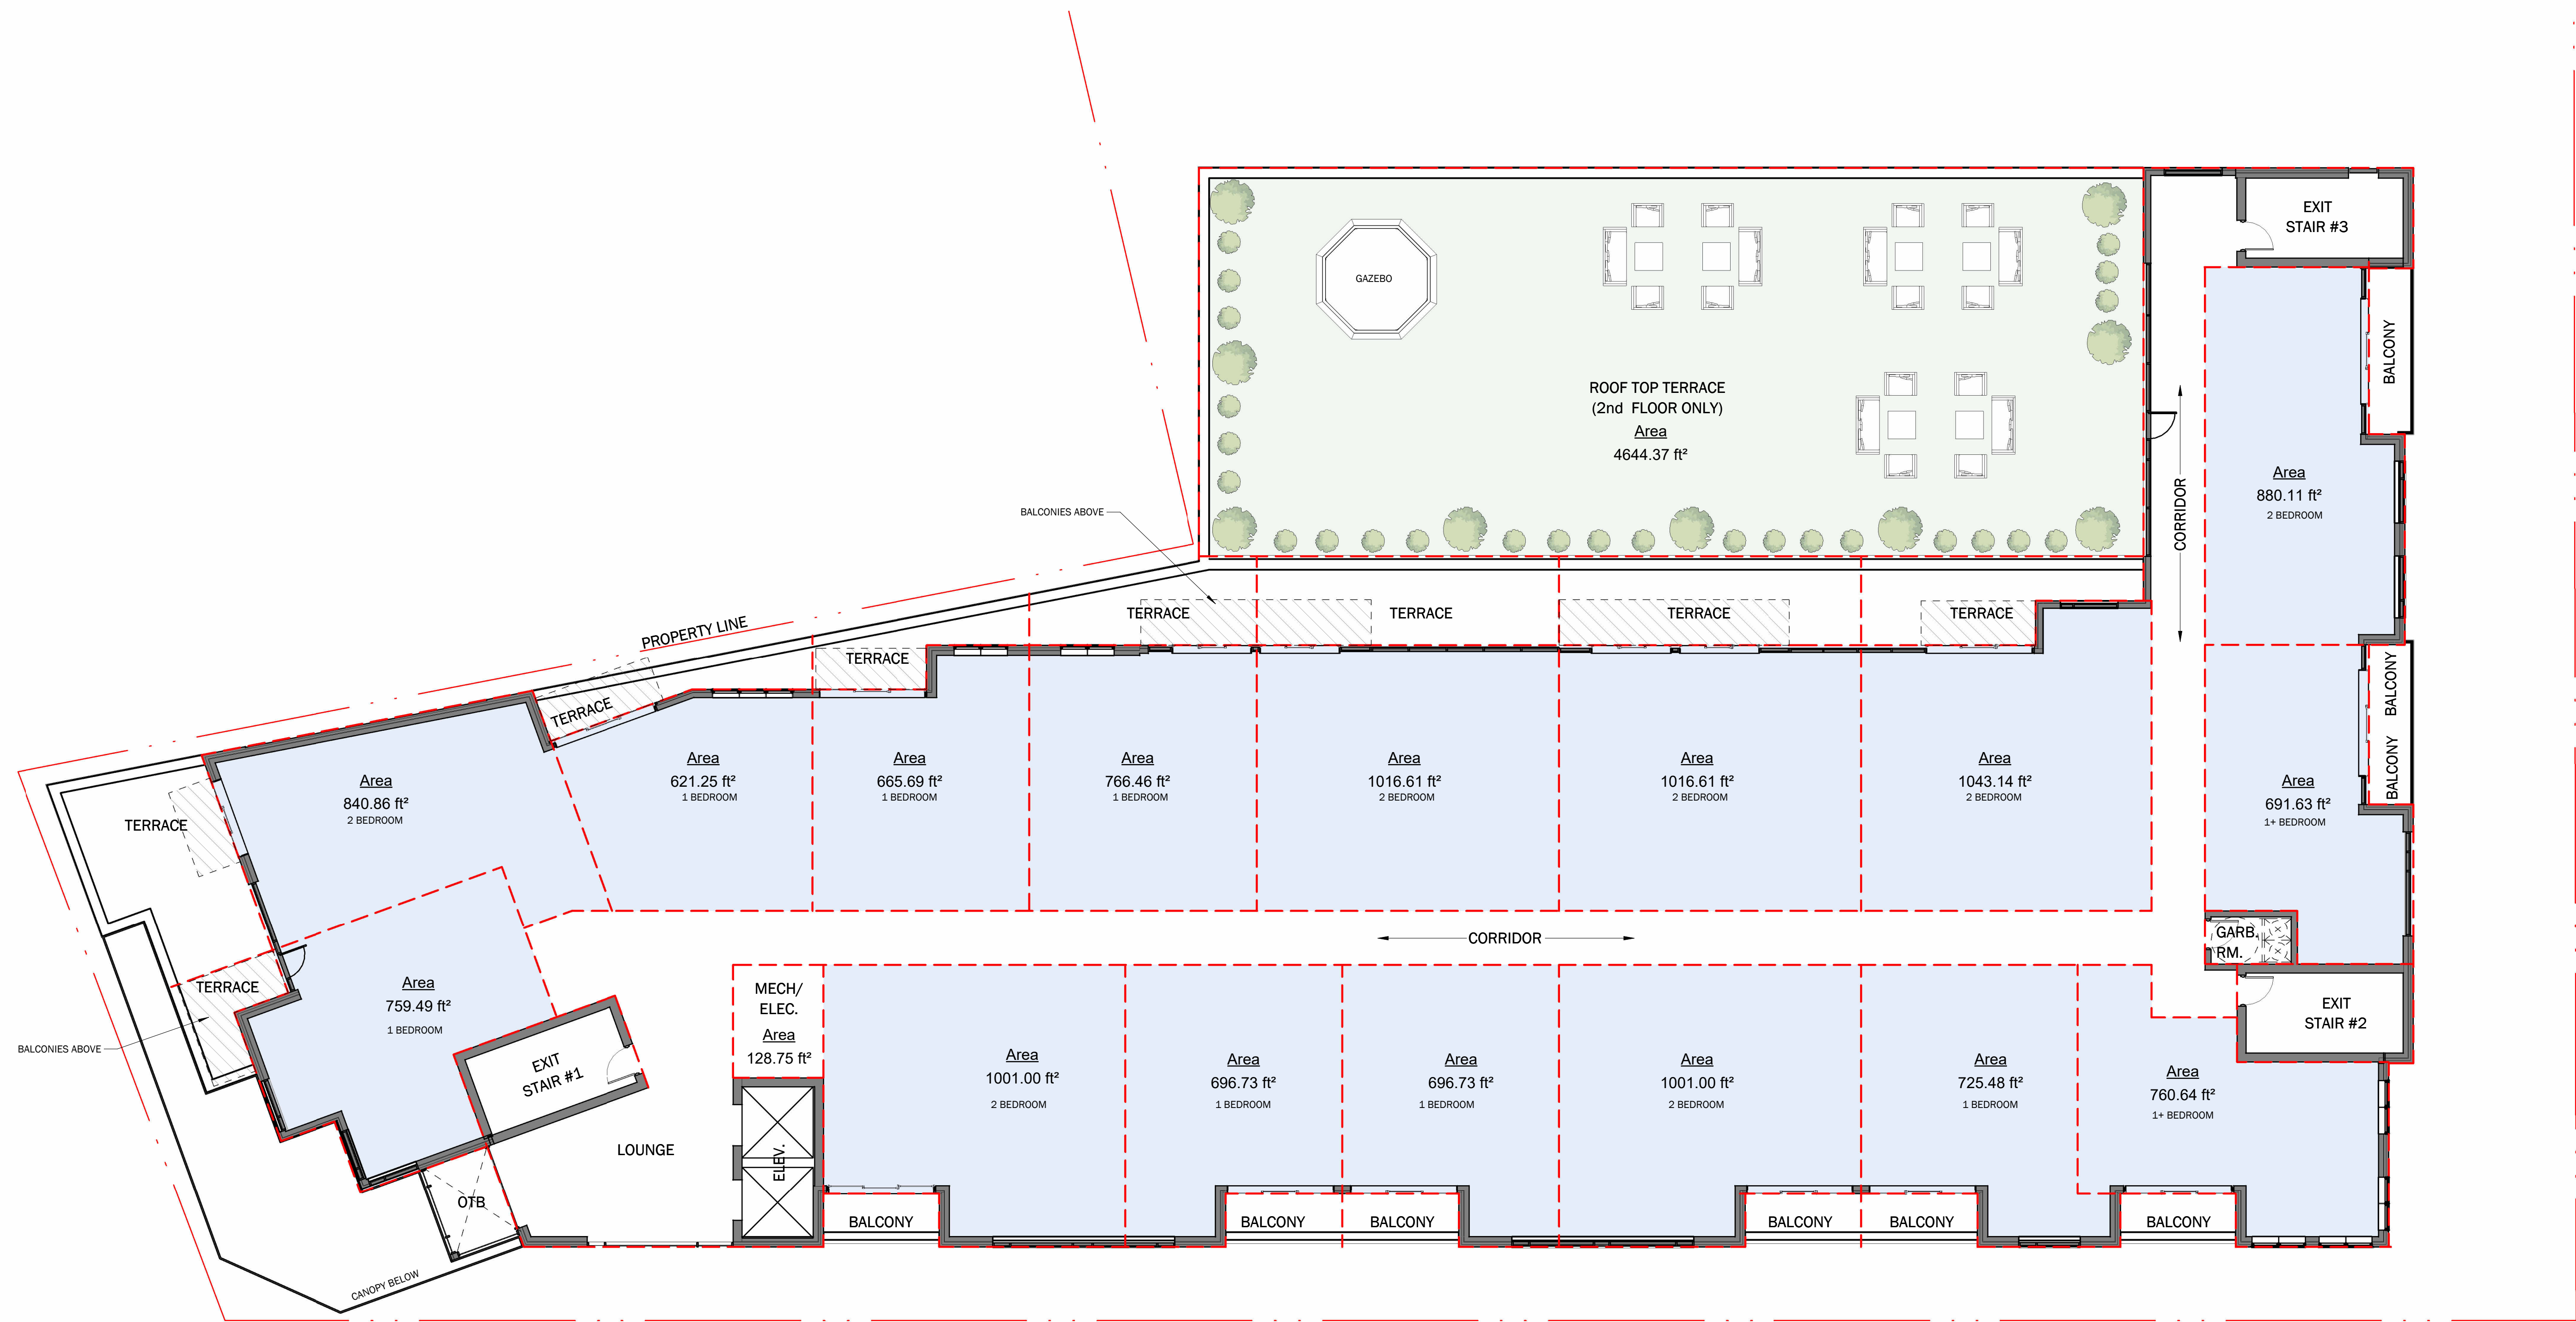 EXIT
STAIR #3
GAZEBO
BALCONY
ROOF TOP TERRACE
(2nd  FLOOR ONLY)
Area
4644.37 ft²
CORRIDOR
Area
880.11 ft²
2 BEDROOM
BALCONIES ABOVE
PROPERTY LINE
TERRACE
TERRACE
TERRACE
TERRACE
TERRACE
TERRACE
BALCONY
BALCONY
Area
840.86 ft²
2 BEDROOM
Area
621.25 ft²
1 BEDROOM
Area
665.69 ft²
1 BEDROOM
Area
766.46 ft²
1 BEDROOM
Area
1016.61 ft²
2 BEDROOM
Area
1016.61 ft²
2 BEDROOM
Area
1043.14 ft²
2 BEDROOM
Area
691.63 ft²
1+ BEDROOM
TERRACE
CORRIDOR
GARB.
RM.
TERRACE
Area
759.49 ft²
1 BEDROOM
MECH/
ELEC.
Area
128.75 ft²
EXIT
STAIR #2
BALCONIES ABOVE
EXIT
STAIR #1
Area
1001.00 ft²
2 BEDROOM
Area
696.73 ft²
1 BEDROOM
Area
696.73 ft²
1 BEDROOM
Area
1001.00 ft²
2 BEDROOM
Area
725.48 ft²
1 BEDROOM
Area
760.64 ft²
1+ BEDROOM
LOUNGE
ELEV.
OTB
BALCONY
BALCONY
BALCONY
BALCONY
BALCONY
BALCONY
CANOPY BELOW